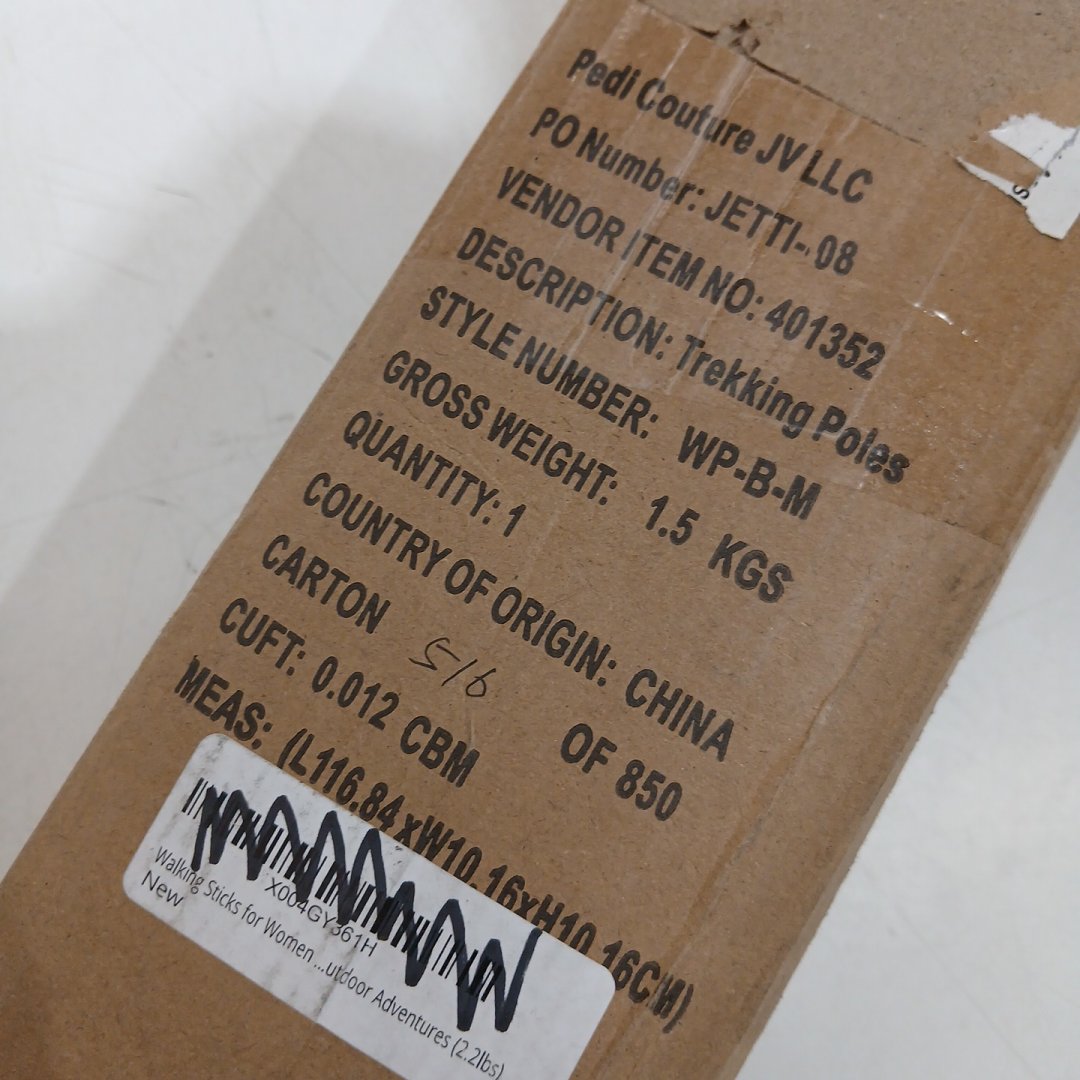 Pedi Couture JV LLC
PO Number: JETTI-.08
VENDOR ITEM NO: 401352
DESCRIPTION: Trekking Poles
STYLE NUMBER: WP-B-M
GROSS WEIGHT: 1.5 KGS
QUANTITY: 1
COUNTRY OF ORIGIN: CHINA
CARTON 516 OF 850
CUFT: 0.012 CBM
MEAS: (L116.84xW10.16xH10.16CM)
X004GY361H
Walking Sticks for Women ...utdoor Adventures (2.2lbs)
New